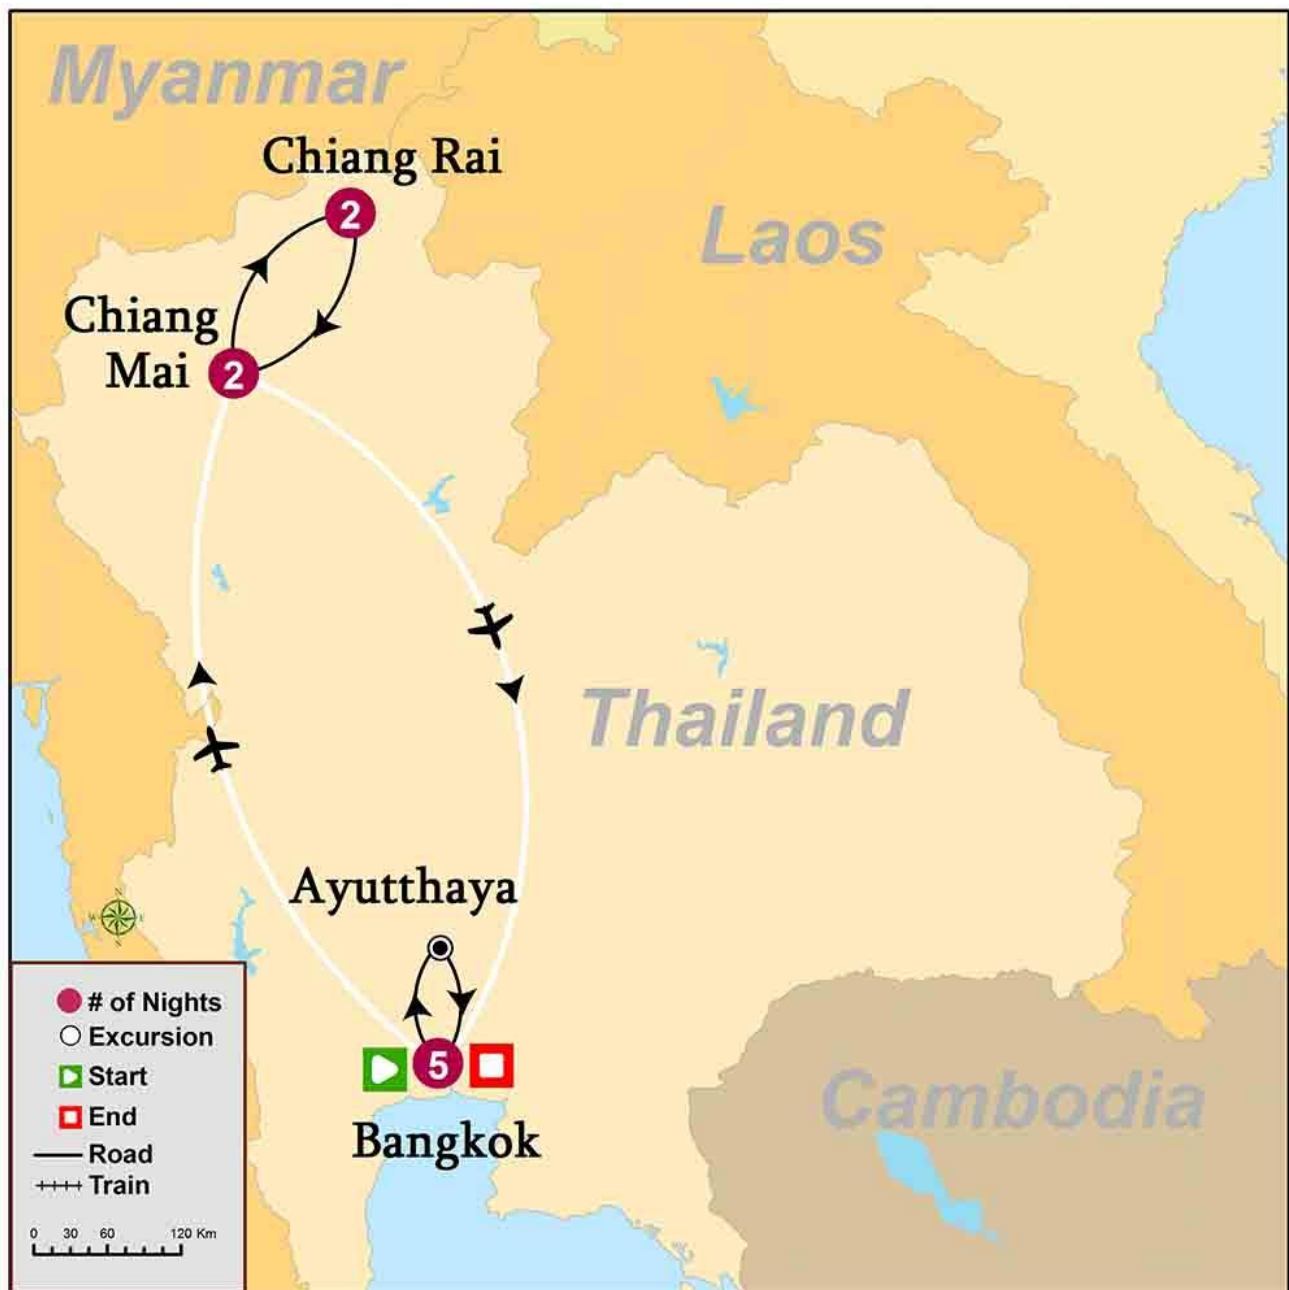 Myanmar
Chiang Rai
2
Laos
Chiang
Mai
2
Thailand
Ayutthaya
N
W
E
# of Nights
Excursion
5
Start
End
Cambodia
Bangkok
Road
Train
0 30 60 120 Km